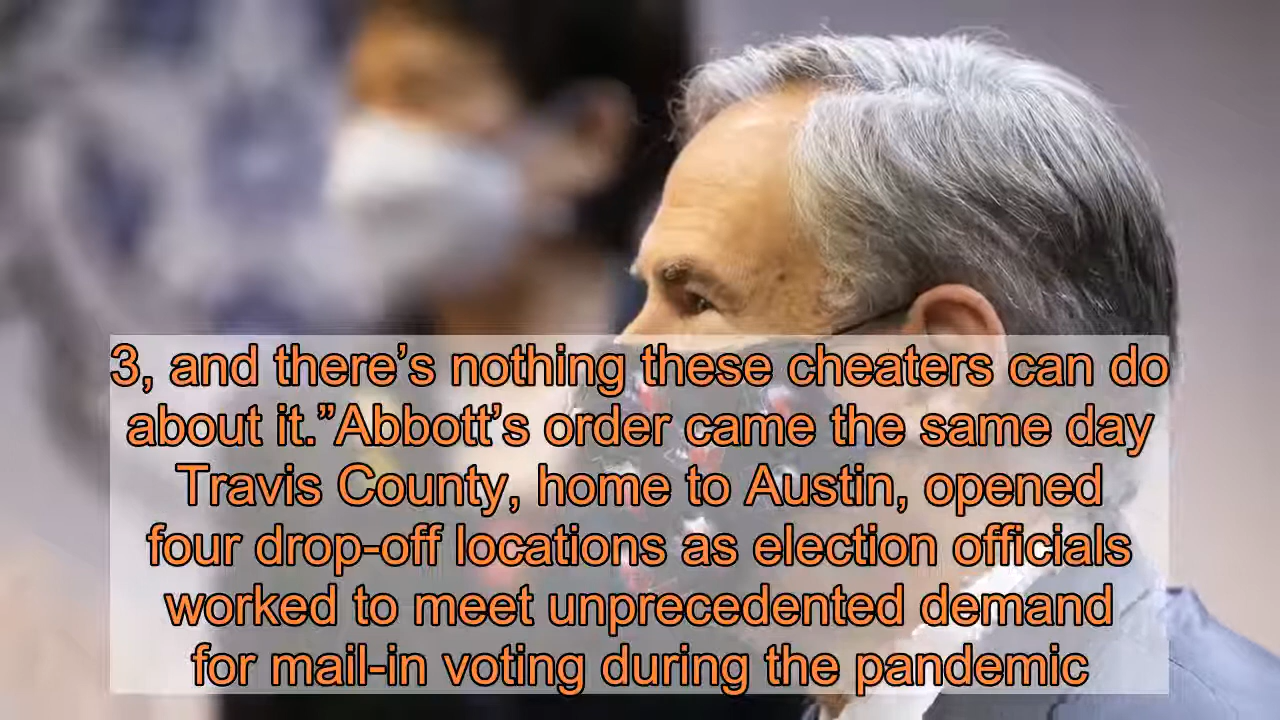 3, and there’s nothing these cheaters can do
about it.”Abbott’s order came the same day
Travis County, home to Austin, opened
four drop-off locations as election officials
worked to meet unprecedented demand
for mail-in voting during the pandemic